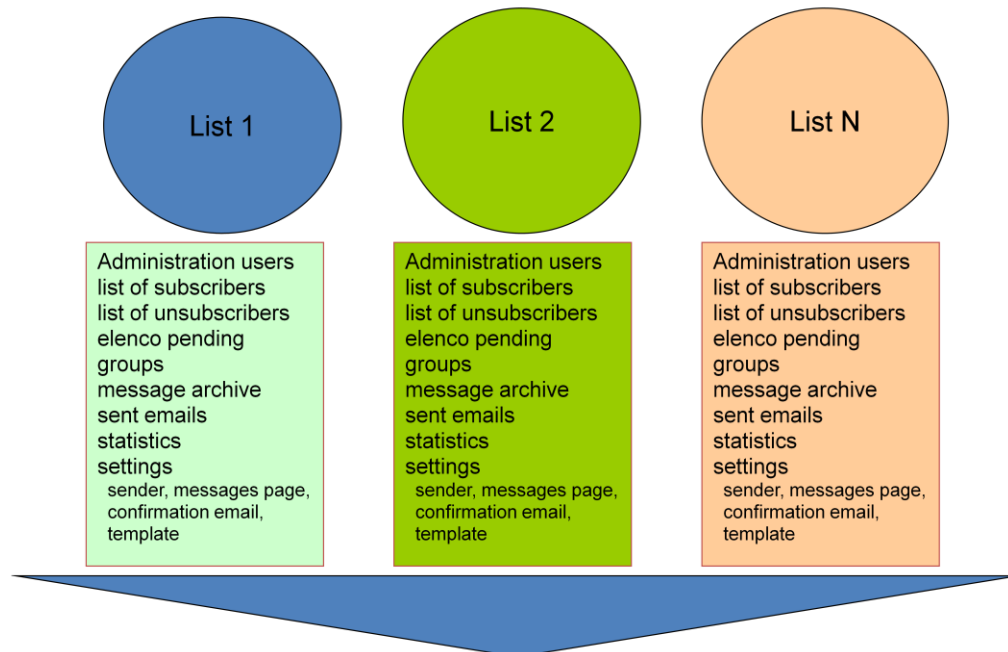 List 1
List 2
List N
Administration users
list of subscribers
list of unsubscribers
elenco pending
groups
message archive
sent emails
statistics
settings
sender, messages page,
confirmation email,
template
Administration users
list of subscribers
list of unsubscribers
elenco pending
groups
message archive
sent emails
statistics
settings
sender, messages page,
confirmation email,
template
Administration users
list of subscribers
list of unsubscribers
elenco pending
groups
message archive
sent emails
statistics
settings
sender, messages page,
confirmation email,
template